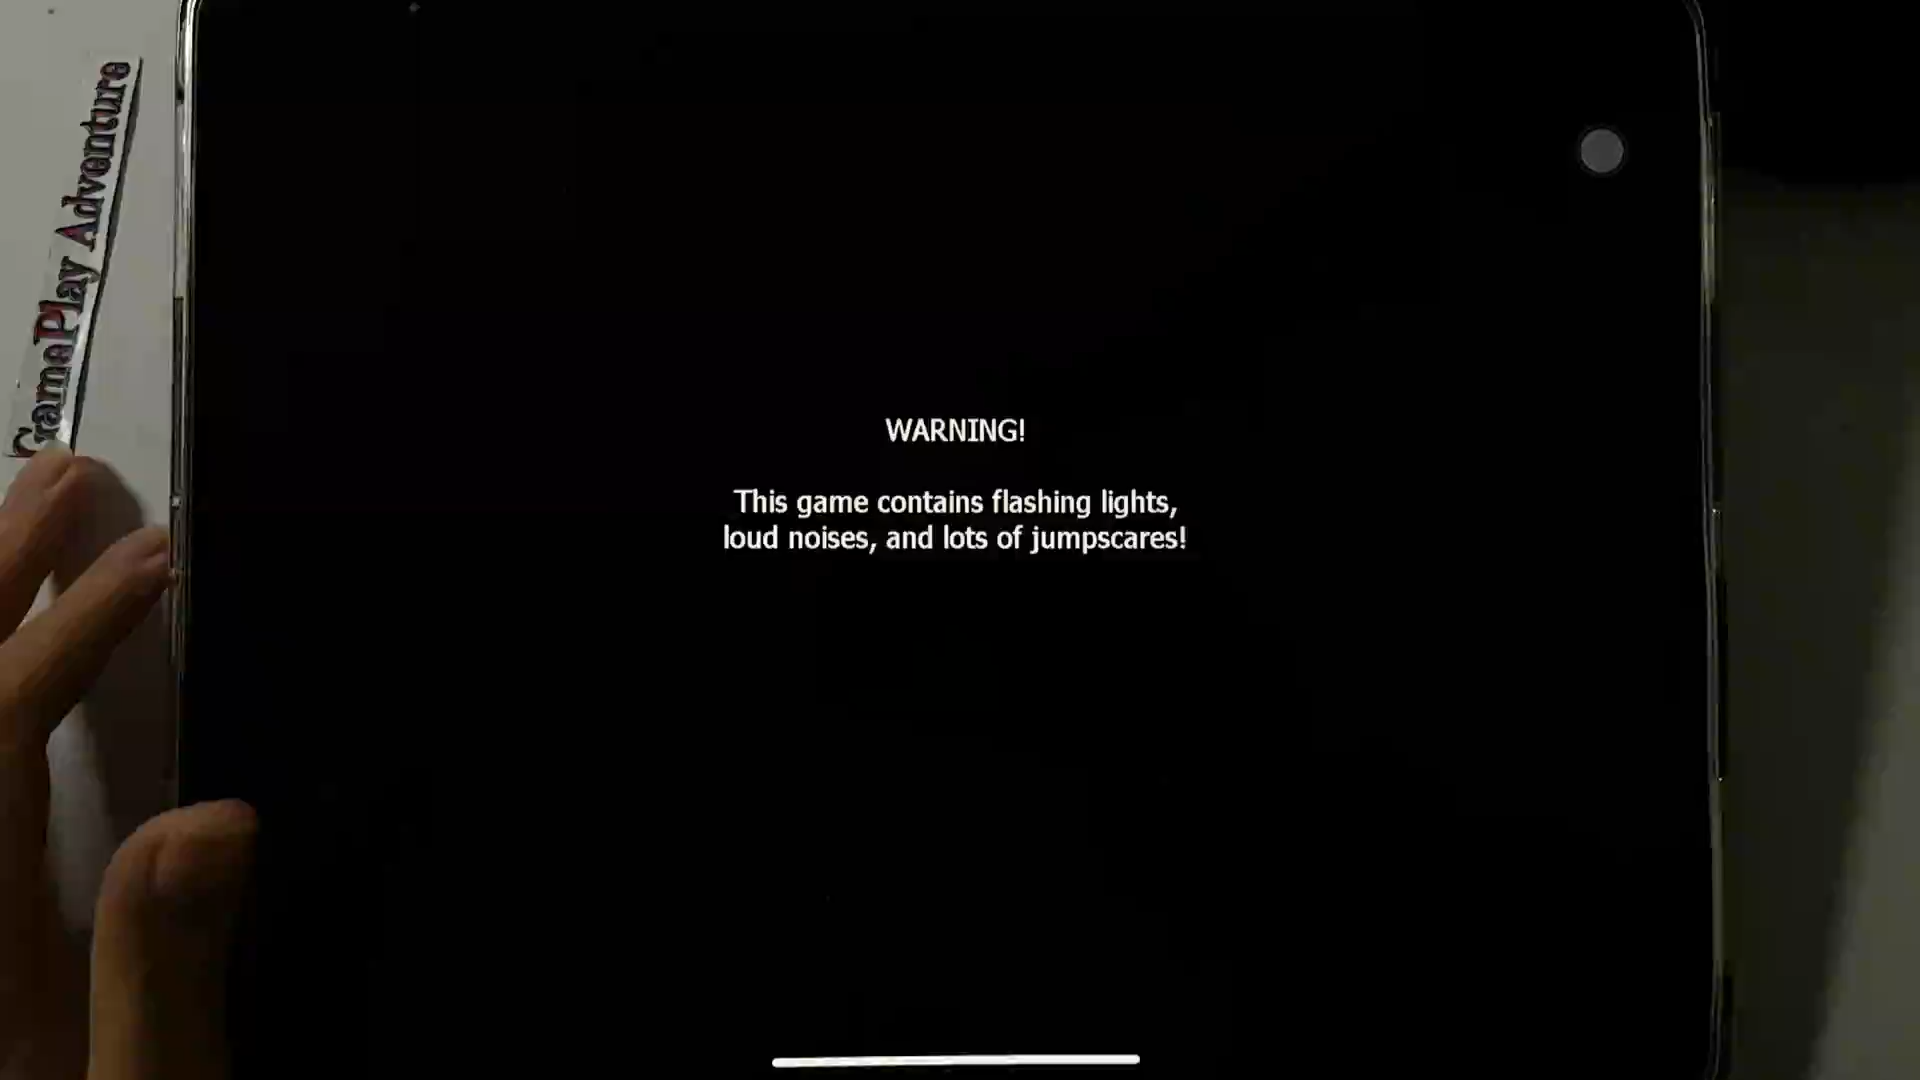 GamePlay Adventure
WARNING!
This game contains flashing lights,
loud noises, and lots of jumpscares!